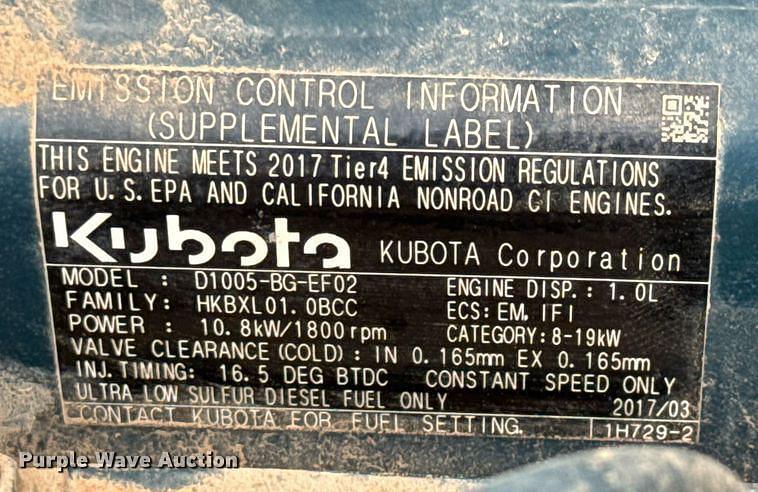 EMISSION CONTROL INFORMATION
(SUPPLEMENTAL LABEL)
THIS ENGINE MEETS 2017 Tier4 EMISSION REGULATIONS
FOR U.S. EPA AND CALIFORNIA NONROAD CI ENGINES.
Kubota KUBOTA Corporation
MODEL : D1005-BG-EF02 ENGINE DISP.: 1.0L
FAMILY: HKBXL01.0BCC ECS: EM, IFI
POWER : 10.8kW/1800rpm CATEGORY: 8-19kW
VALVE CLEARANCE (COLD) : IN 0.165mm EX 0.165mm
INJ. TIMING: 16.5 DEG BTDC CONSTANT SPEED ONLY
ULTRA LOW SULFUR DIESEL FUEL ONLY 2017/03
CONTACT KUBOTA FOR FUEL SETTING. 1H729-2
Purple Wave Auction